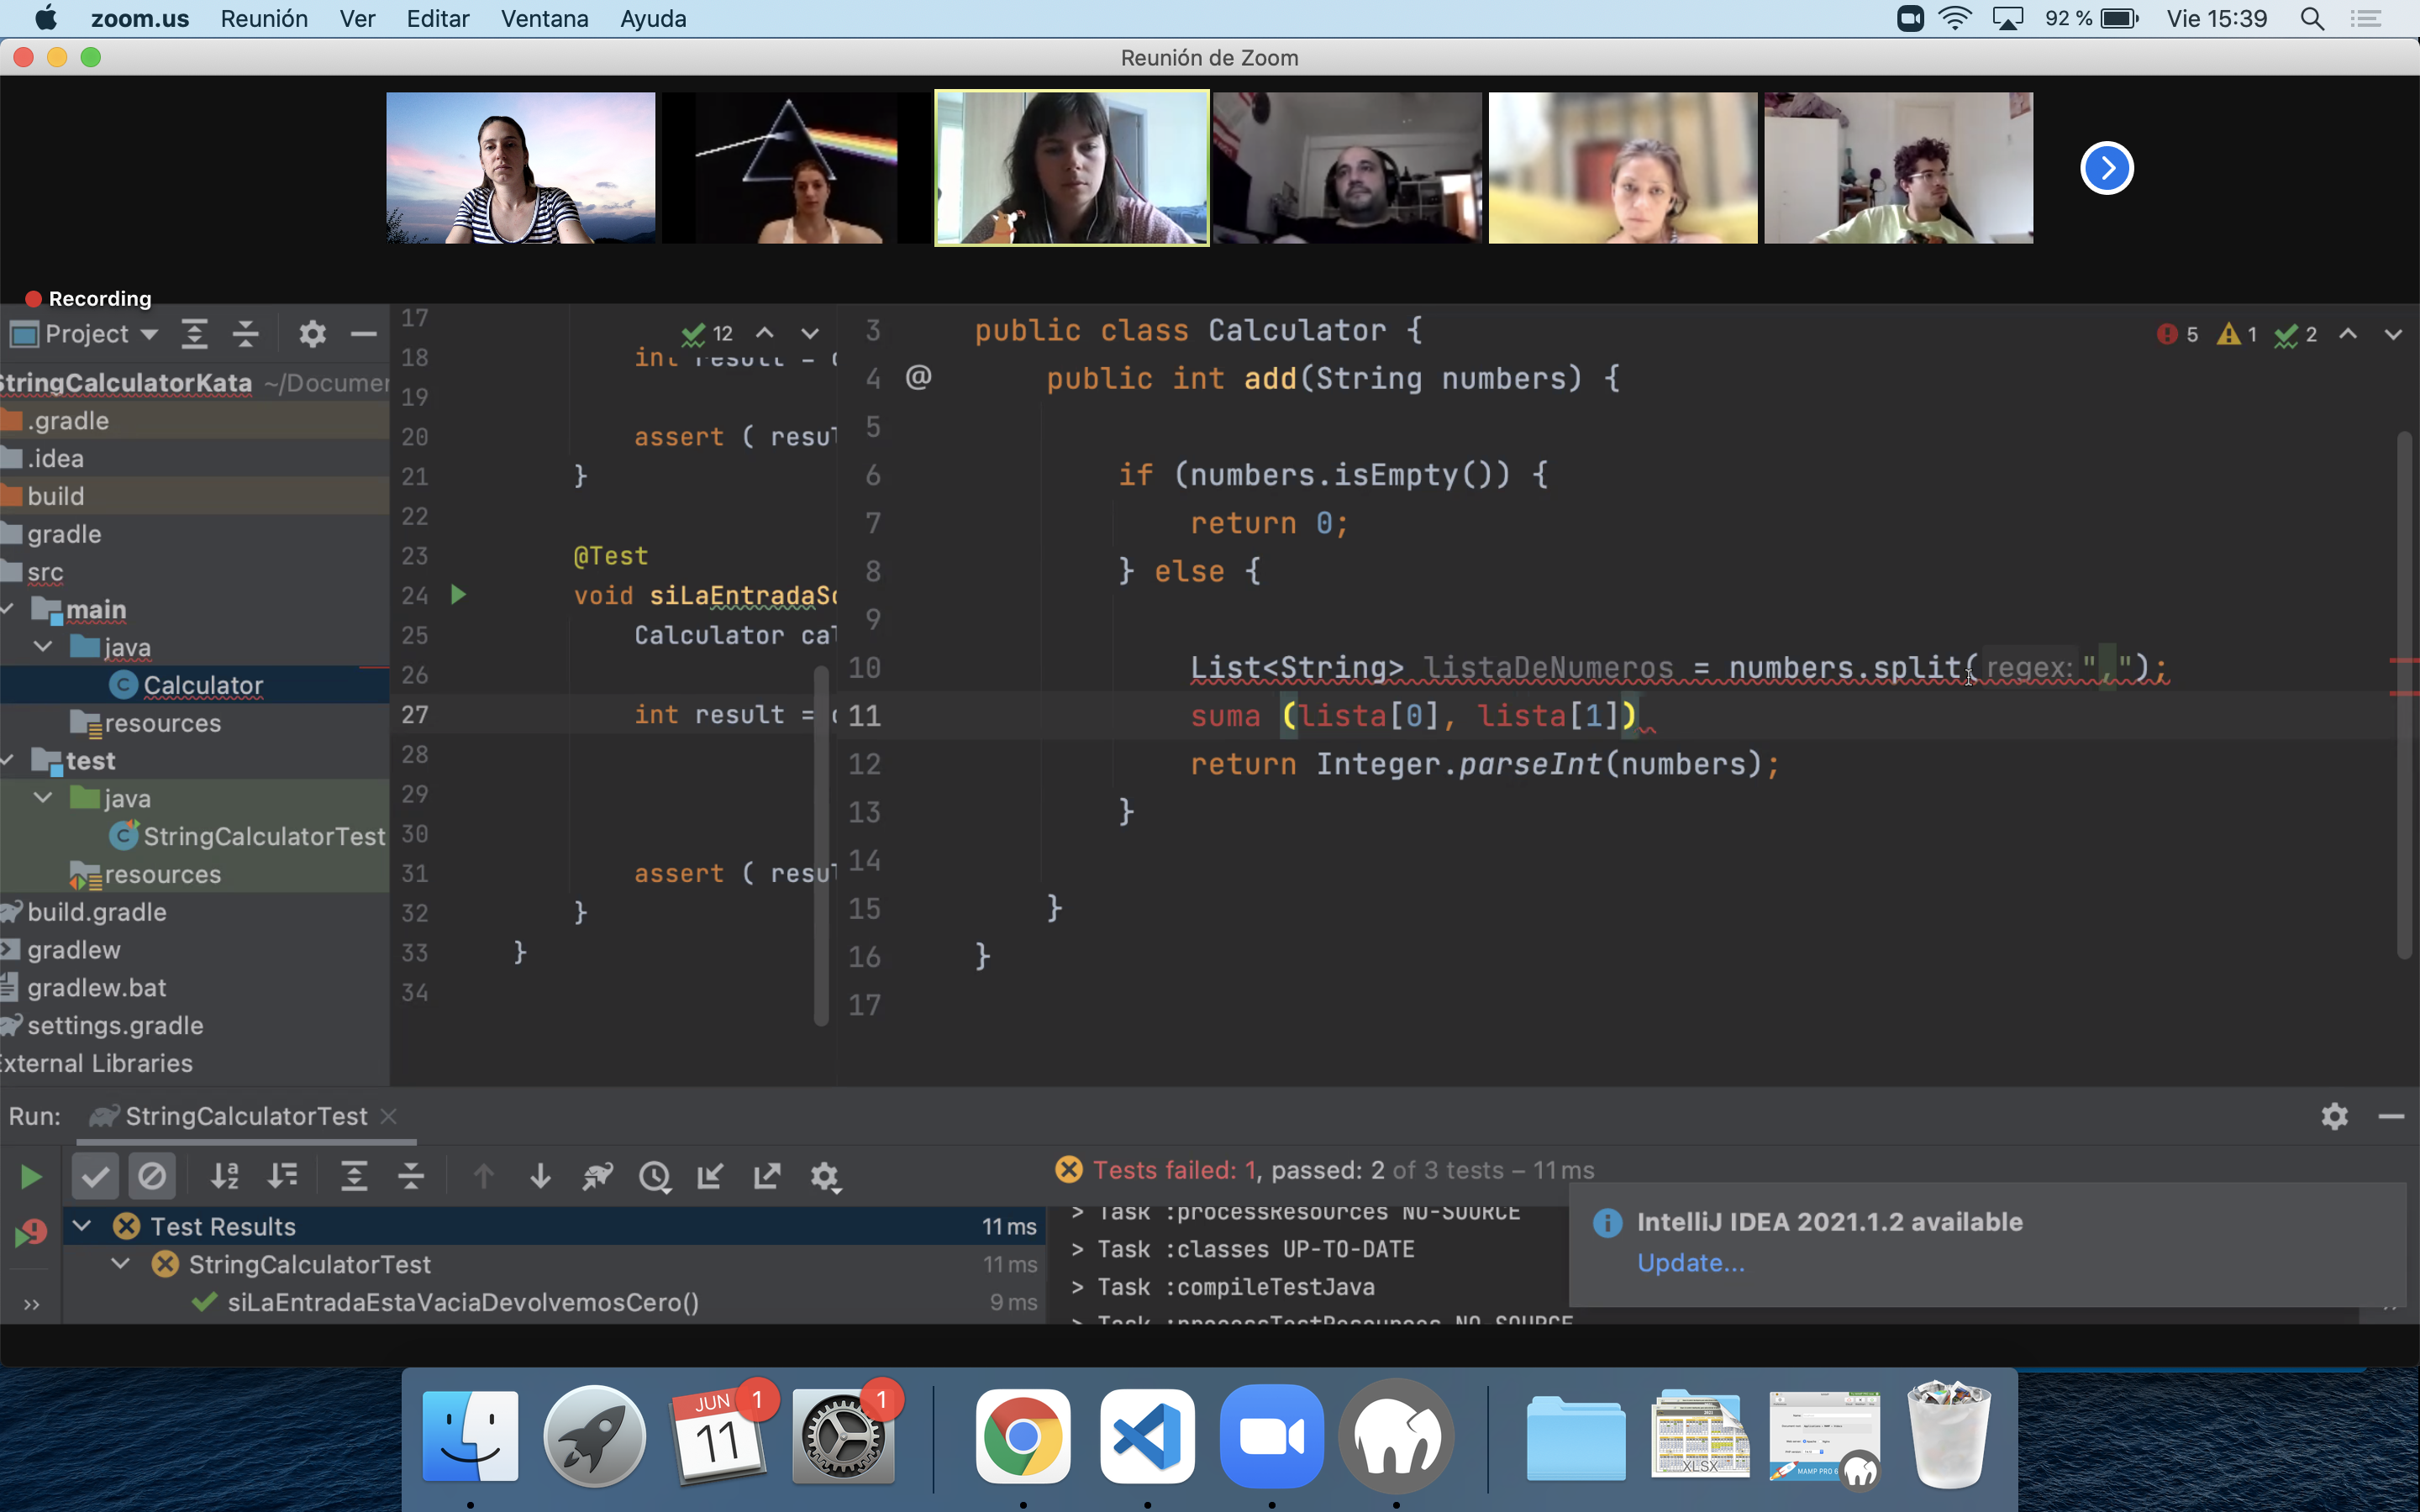 zoom.us Reunión Ver Editar Ventana Ayuda 92 % Vie 15:39
Reunión de Zoom
Recording
Project
StringCalculatorKata ~/Documen
.gradle
.idea
build
gradle
src
main
java
Calculator
resources
test
java
StringCalculatorTest
resources
build.gradle
gradlew
gradlew.bat
settings.gradle
External Libraries
12
17
18 int result =
19
20 assert ( resul
21 }
22
23 @Test
24 void siLaEntradaSo
25 Calculator cal
26
27 int result = c
28
29
30
31 assert ( resul
32 }
33 }
34
5 1 2
3 public class Calculator {
4 @ public int add(String numbers) {
5
6 if (numbers.isEmpty()) {
7 return 0;
8 } else {
9
10 List<String> listaDeNumeros = numbers.split( regex: ",");
11 suma (lista[0], lista[1])
12 return Integer.parseInt(numbers);
13 }
14
15 }
16 }
17
Run: StringCalculatorTest
Tests failed: 1, passed: 2 of 3 tests – 11 ms
Test Results 11 ms
StringCalculatorTest 11 ms
siLaEntradaEstaVaciaDevolvemosCero() 9 ms
> Task :processResources NO-SOURCE
> Task :classes UP-TO-DATE
> Task :compileTestJava
> Task :processTestResources NO-SOURCE
IntelliJ IDEA 2021.1.2 available
Update...
JUN
11
1
1
XLSX
MAMP PRO 6